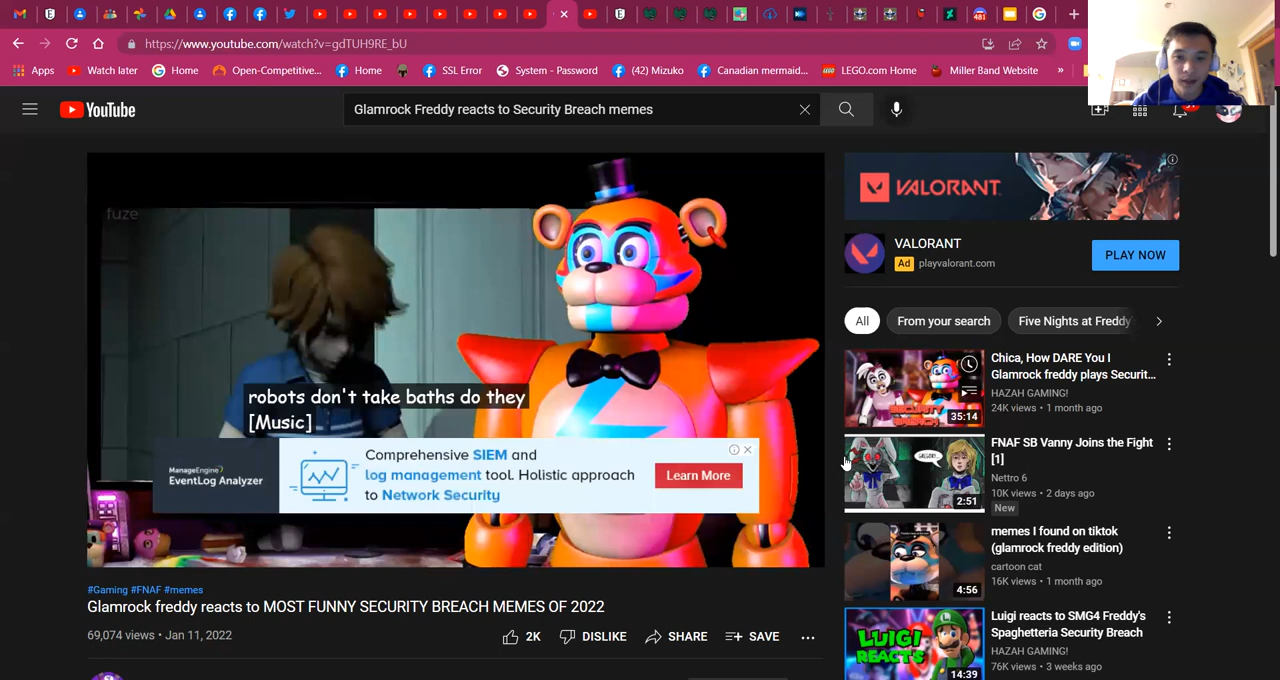 481
https://www.youtube.com/watch?v=gdTUH9RE_bU
Apps
Watch later
Home
Open-Competitive...
Home
SSL Error
System - Password
(42) Mizuko
Canadian mermaid...
LEGO.com Home
Miller Band Website
»
YouTube
Glamrock Freddy reacts to Security Breach memes
fuze
robots don't take baths do they
[Music]
ManageEngine
EventLog Analyzer
Comprehensive SIEM and
log management tool. Holistic approach
to Network Security
Learn More
#Gaming #FNAF #memes
Glamrock freddy reacts to MOST FUNNY SECURITY BREACH MEMES OF 2022
69,074 views • Jan 11, 2022
2K
DISLIKE
SHARE
SAVE
VALORANT
VALORANT
Ad playvalorant.com
PLAY NOW
All
From your search
Five Nights at Freddy'
35:14
Chica, How DARE You I
Glamrock freddy plays Securit...
HAZAH GAMING!
24K views • 1 month ago
2:51
FNAF SB Vanny Joins the Fight
[1]
Nettro 6
10K views • 2 days ago
New
4:56
memes I found on tiktok
(glamrock freddy edition)
cartoon cat
16K views • 1 month ago
LUIGI
REACTS
14:39
Luigi reacts to SMG4 Freddy's
Spaghetteria Security Breach
HAZAH GAMING!
76K views • 3 weeks ago